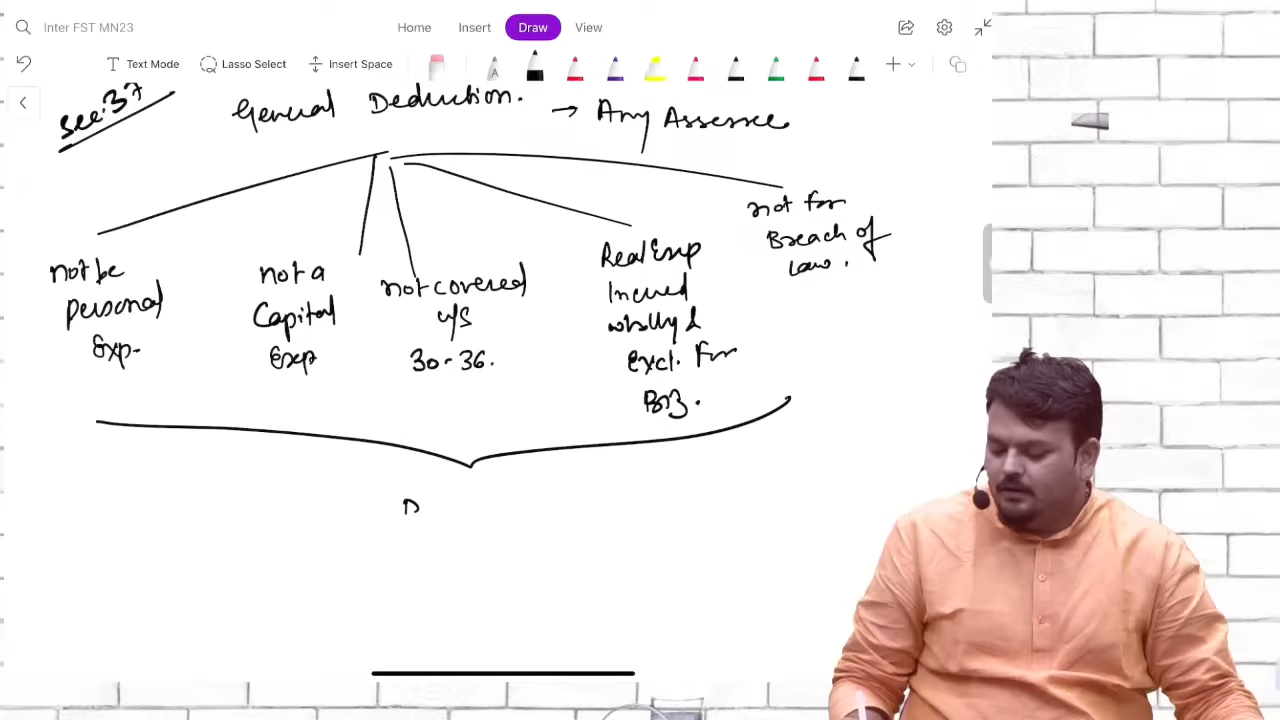 Inter FST MN23
Home
Insert
Draw
View
Text Mode
Lasso Select
Insert Space
Sec:37
General Deduction.
→ Any Assessee
not be
Personal
Exp.
not a
Capital
Exp
not covered
u/s
30-36.
Real Exp
Incurred
wholly &
Excl. For
Biz.
not for
Breach of
Law.